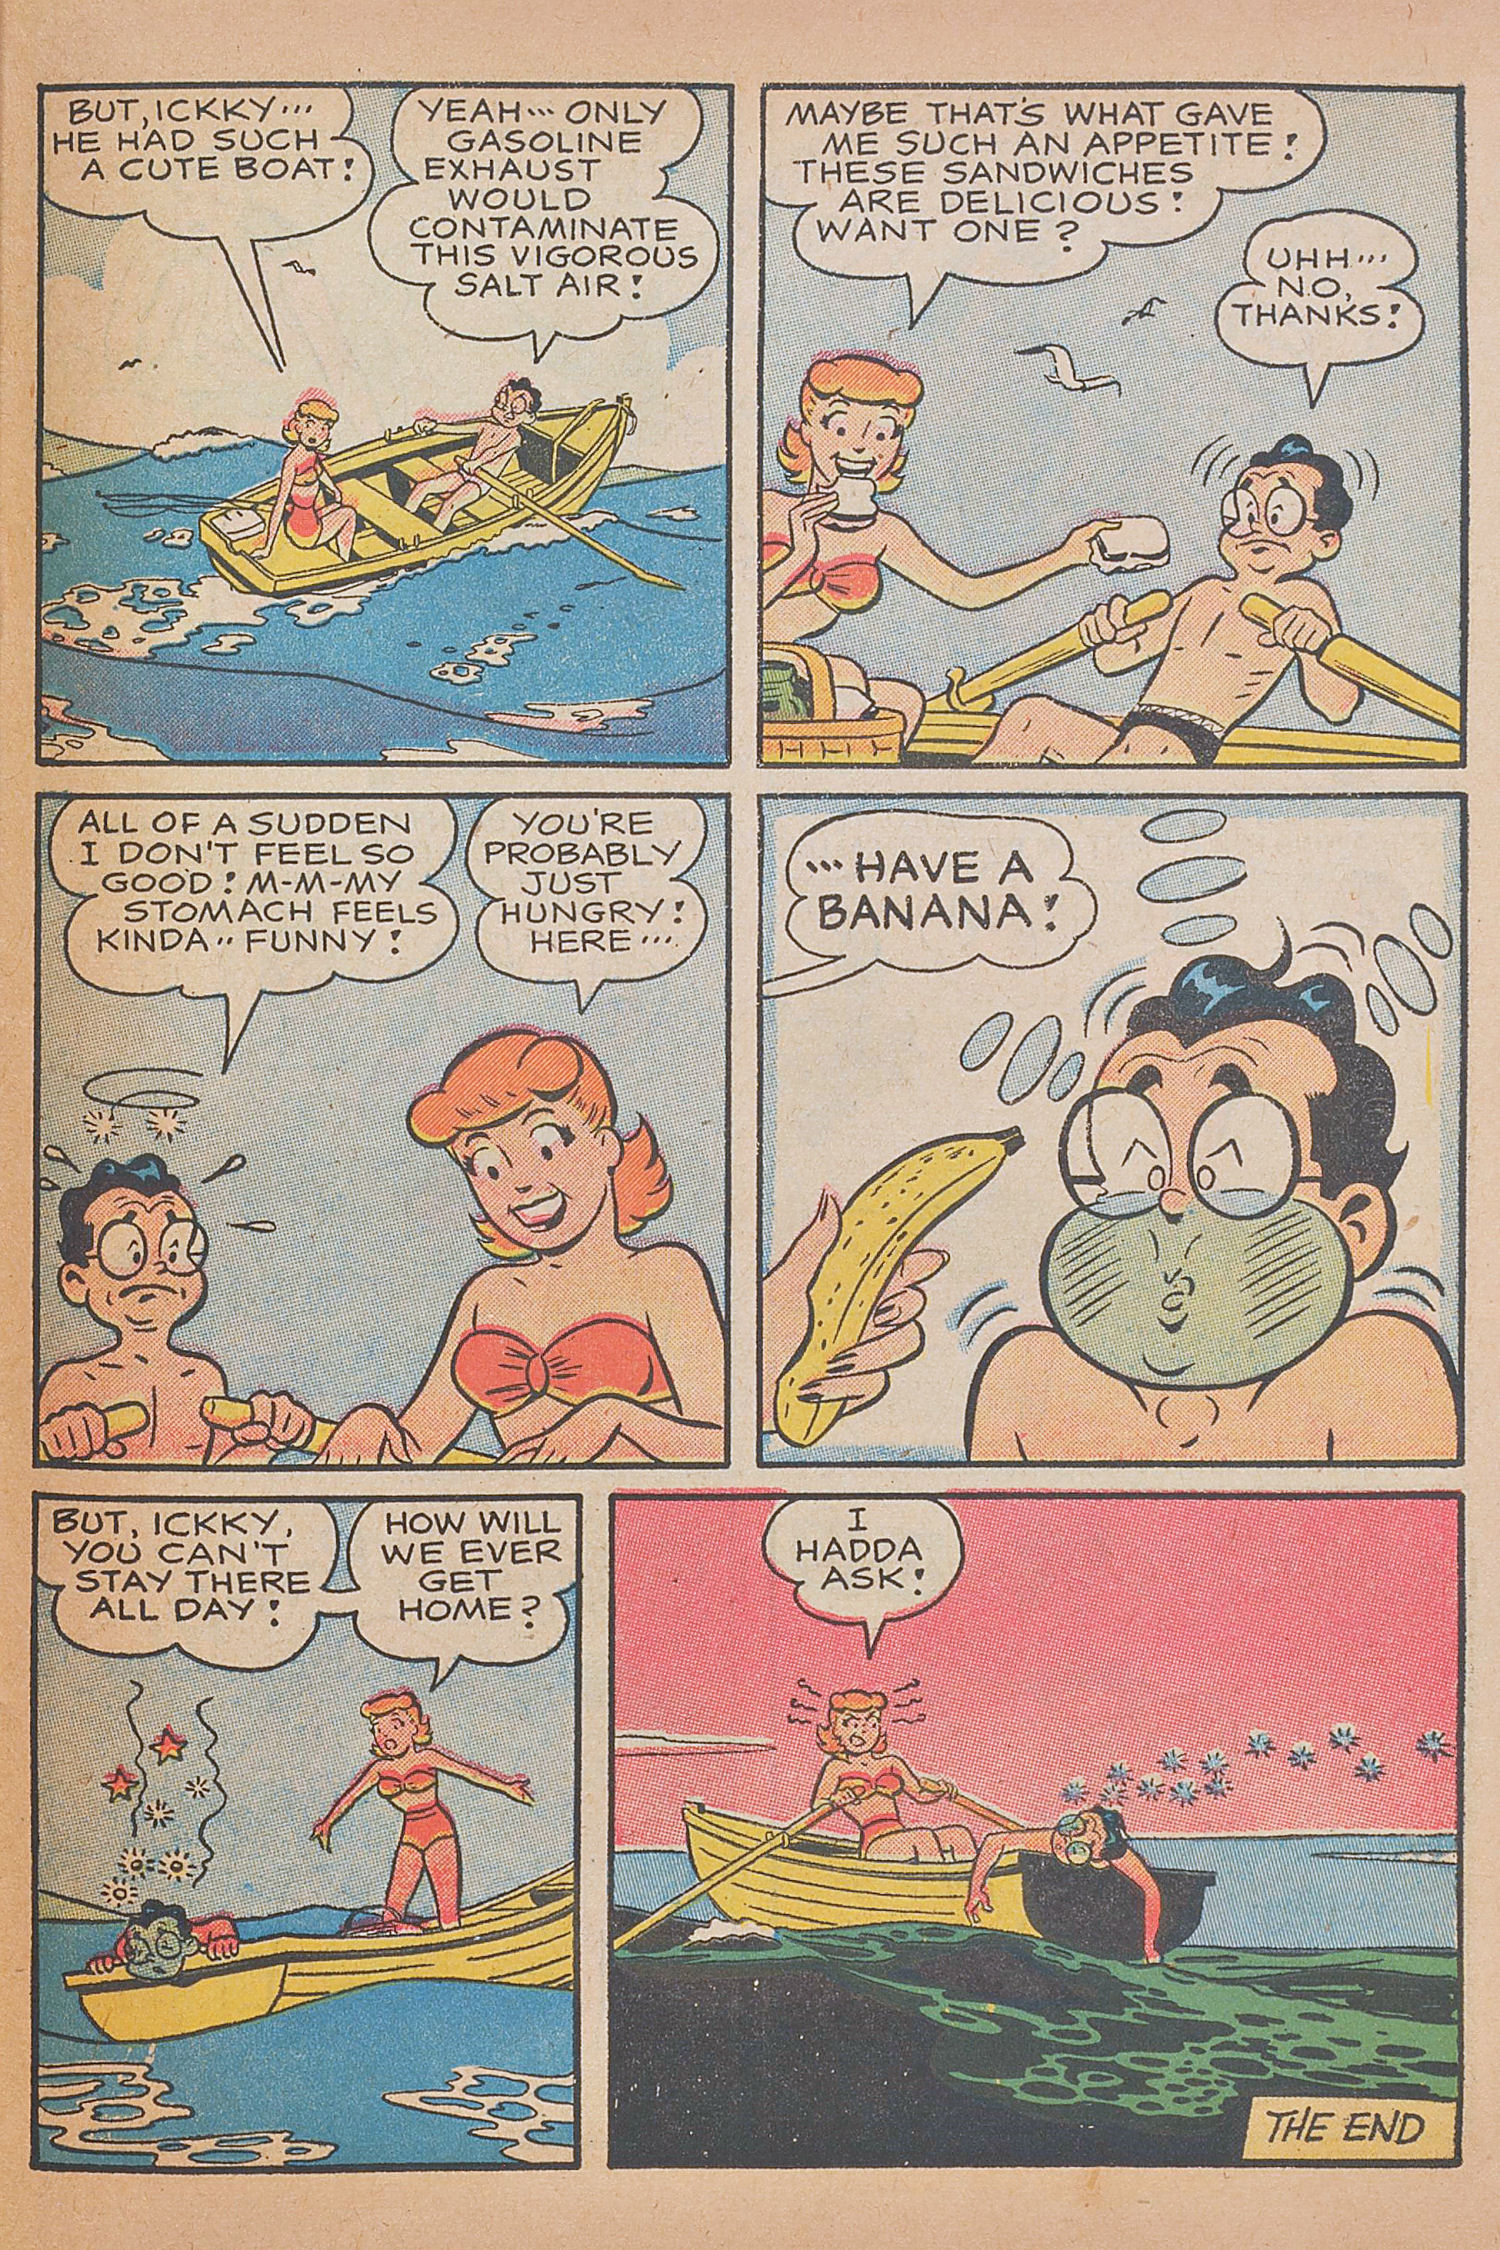 BUT, ICKKY...
HE HAD SUCH
A CUTE BOAT!
YEAH... ONLY
GASOLINE
EXHAUST
WOULD
CONTAMINATE
THIS VIGOROUS
SALT AIR!
MAYBE THAT'S WHAT GAVE
ME SUCH AN APPETITE!
THESE SANDWICHES
ARE DELICIOUS!
WANT ONE?
UHH...
NO,
THANKS!
ALL OF A SUDDEN
I DON'T FEEL SO
GOOD! M-M-MY
STOMACH FEELS
KINDA.. FUNNY!
YOU'RE
PROBABLY
JUST
HUNGRY!
HERE...
...HAVE A
BANANA!
BUT, ICKKY,
YOU CAN'T
STAY THERE
ALL DAY!
HOW WILL
WE EVER
GET
HOME?
I
HADDA
ASK!
THE END